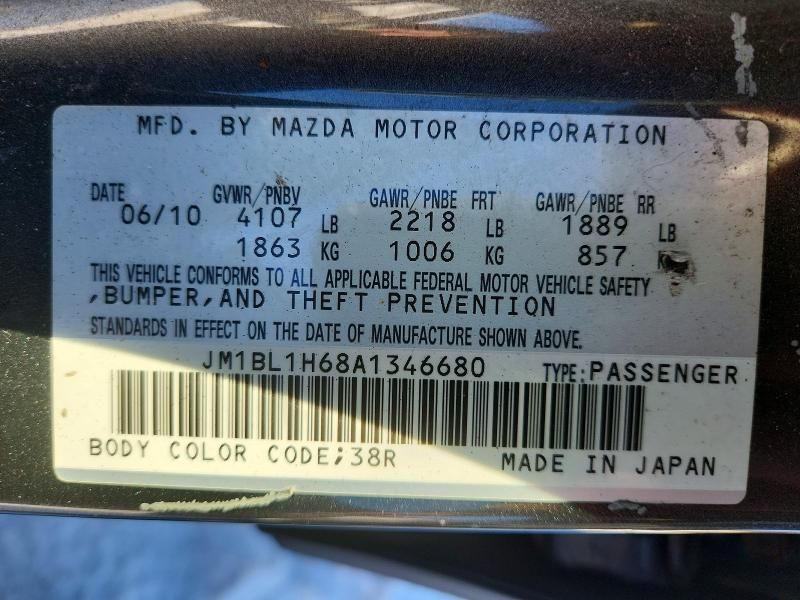 MFD. BY MAZDA MOTOR CORPORATION
DATE GVWR/PNBV GAWR/PNBE FRT GAWR/PNBE RR
06/10 4107 LB 2218 LB 1889 LB
1863 KG 1006 KG 857
THIS VEHICLE CONFORMS TO ALL APPLICABLE FEDERAL MOTOR VEHICLE SAFETY
,BUMPER,AND THEFT PREVENTION
STANDARDS IN EFFECT ON THE DATE OF MANUFACTURE SHOWN ABOVE.
JM1BL1H68A1346680 TYPE:PASSENGER
BODY COLOR CODE;38R MADE IN JAPAN